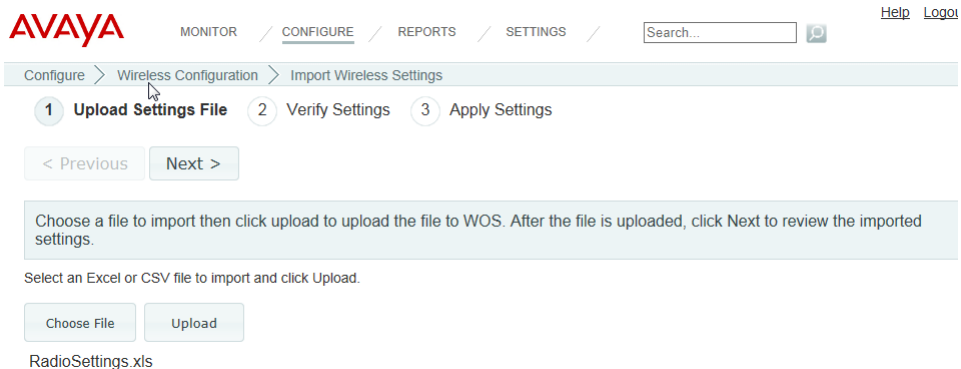 Help Logou
AVAYA MONITOR CONFIGURE REPORTS SETTINGS Search...
Configure Wireless Configuration Import Wireless Settings
1 Upload Settings File 2 Verify Settings 3 Apply Settings
< Previous Next >
Choose a file to import then click upload to upload the file to WOS. After the file is uploaded, click Next to review the imported
settings.
Select an Excel or CSV file to import and click Upload.
Choose File Upload
RadioSettings.xls